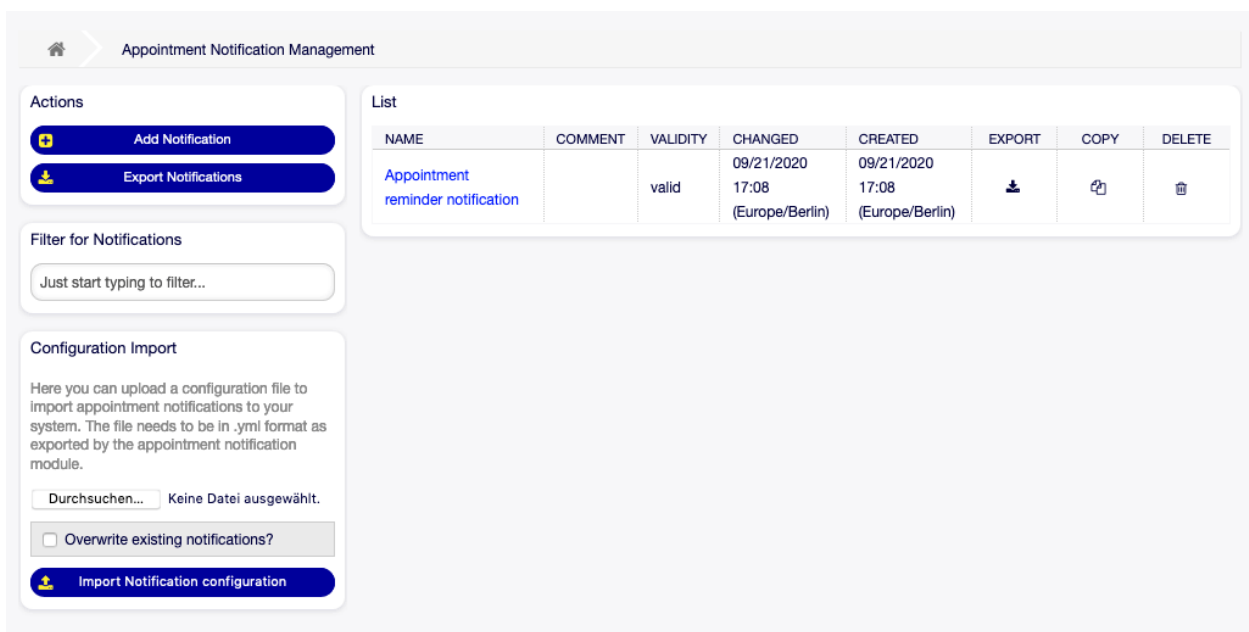 Appointment Notification Management
Actions
Add Notification
Export Notifications
Filter for Notifications
Just start typing to filter...
Configuration Import
Here you can upload a configuration file to
import appointment notifications to your
system. The file needs to be in .yml format as
exported by the appointment notification
module.
Durchsuchen... Keine Datei ausgewählt.
Overwrite existing notifications?
Import Notification configuration
List
NAME COMMENT VALIDITY CHANGED CREATED EXPORT COPY DELETE
Appointment reminder notification valid 09/21/2020 17:08 (Europe/Berlin) 09/21/2020 17:08 (Europe/Berlin)